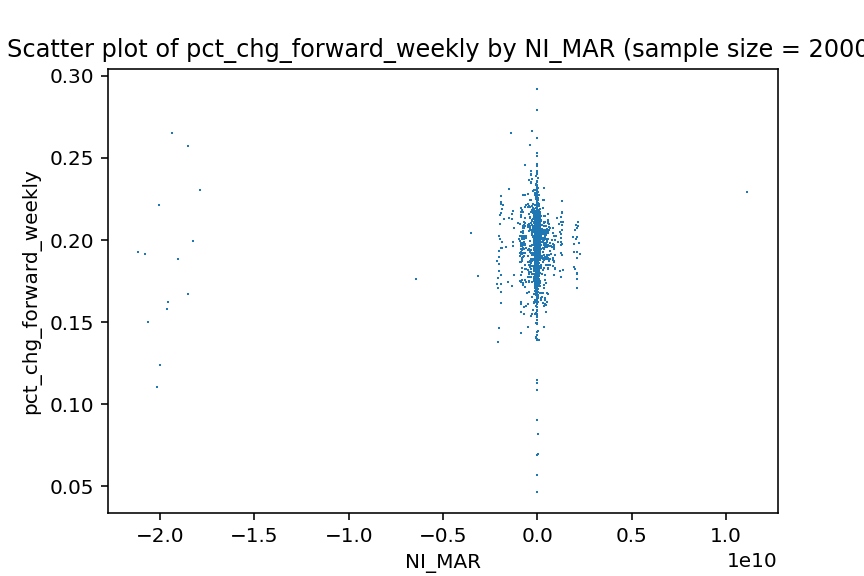 Scatter plot of pct_chg_forward_weekly by NI_MAR (sample size = 2000
0.30
0.25
0.20
0.15
0.10
0.05
pct_chg_forward_weekly
−2.0 −1.5 −1.0 −0.5 0.0 0.5 1.0
1e10
NI_MAR